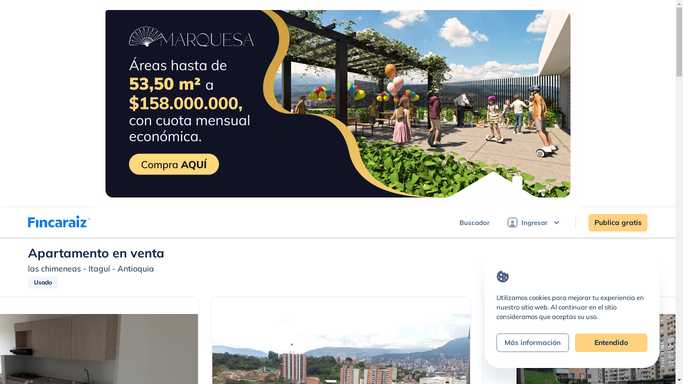 MARQUESA
Áreas hasta de
53,50 m² a
$158.000.000,
con cuota mensual
económica.
Compra AQUÍ
Fincaraiz
Buscador
Ingresar
Publica gratis
Apartamento en venta
las chimeneas - Itaguí - Antioquia
Usado
Utilizamos cookies para mejorar tu experiencia en
nuestro sitio web. Al continuar en el sitio
consideramos que aceptas su uso.
Más información
Entendido